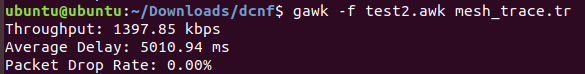 ubuntu@ubuntu:~/Downloads/dcnf$ gawk -f test2.awk mesh_trace.tr
Throughput: 1397.85 kbps
Average Delay: 5010.94 ms
Packet Drop Rate: 0.00%